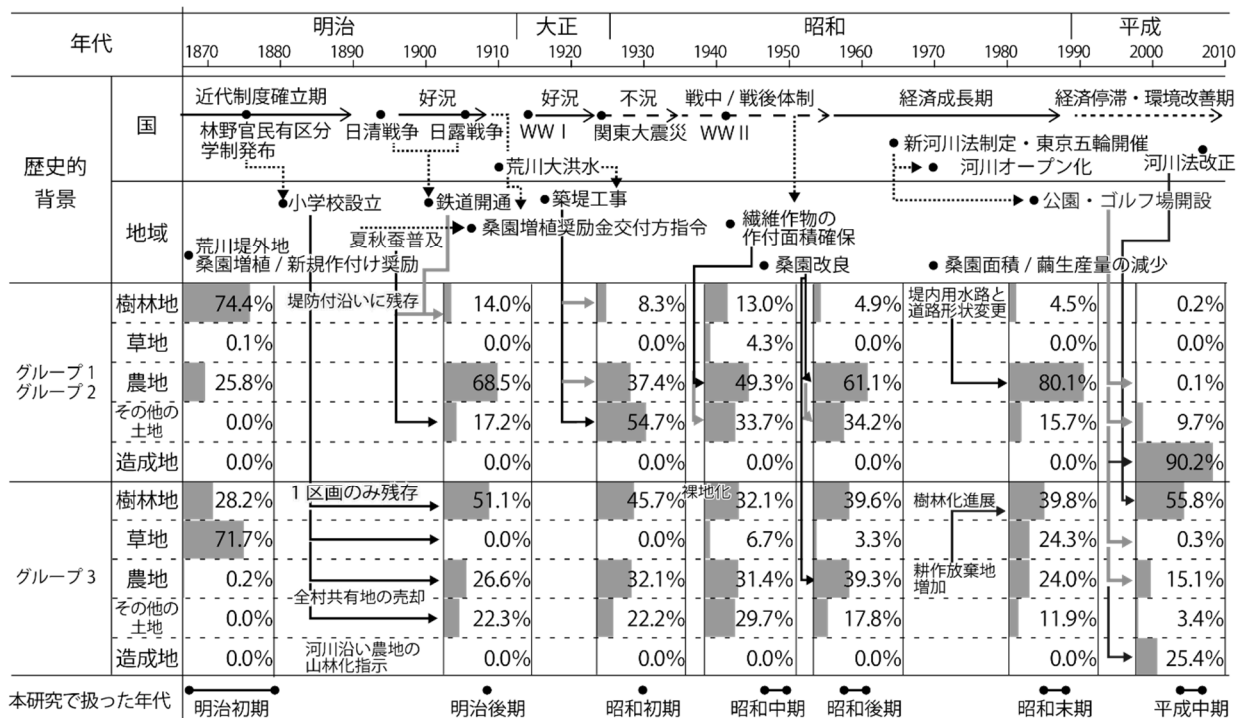 年代
明治
大正
昭和
平成
1870 1880 1890 1900 1910 1920 1930 1940 1950 1960 1970 1980 1990 2000 2010
歴史的
背景
国
近代制度確立期
好況
好況
不況
戦中 / 戦後体制
経済成長期
経済停滞・環境改善期
林野官民有区分
学制発布
日清戦争
日露戦争
WW I
関東大震災
WW II
新河川法制定・東京五輪開催
河川オープン化
河川法改正
荒川大洪水
地域
小学校設立
鉄道開通
築堤工事
公園・ゴルフ場開設
夏秋蚕普及
桑園増植奨励金交付方指令
繊維作物の
作付面積確保
荒川堤外地
桑園増植 / 新規作付け奨励
桑園改良
桑園面積 / 繭生産量の減少
グループ 1
グループ 2
樹林地 74.4% 14.0% 8.3% 13.0% 4.9% 4.5% 0.2%
堤防付沿いに残存
堤内用水路と
道路形状変更
草地 0.1% 0.0% 0.0% 4.3% 0.0% 0.0% 0.0%
農地 25.8% 68.5% 37.4% 49.3% 61.1% 80.1% 0.1%
その他の
土地 0.0% 17.2% 54.7% 33.7% 34.2% 15.7% 9.7%
造成地 0.0% 0.0% 0.0% 0.0% 0.0% 0.0% 90.2%
グループ 3
樹林地 28.2% 51.1% 45.7% 32.1% 39.6% 39.8% 55.8%
1 区画のみ残存
裸地化
樹林化進展
草地 71.7% 0.0% 0.0% 6.7% 3.3% 24.3% 0.3%
農地 0.2% 26.6% 32.1% 31.4% 39.3% 24.0% 15.1%
耕作放棄地
増加
全村共有地の売却
その他の
土地 0.0% 22.3% 22.2% 29.7% 17.8% 11.9% 3.4%
造成地 0.0% 0.0% 0.0% 0.0% 0.0% 0.0% 25.4%
河川沿い農地の
山林化指示
本研究で扱った年代
明治初期 明治後期 昭和初期 昭和中期 昭和後期 昭和末期 平成中期